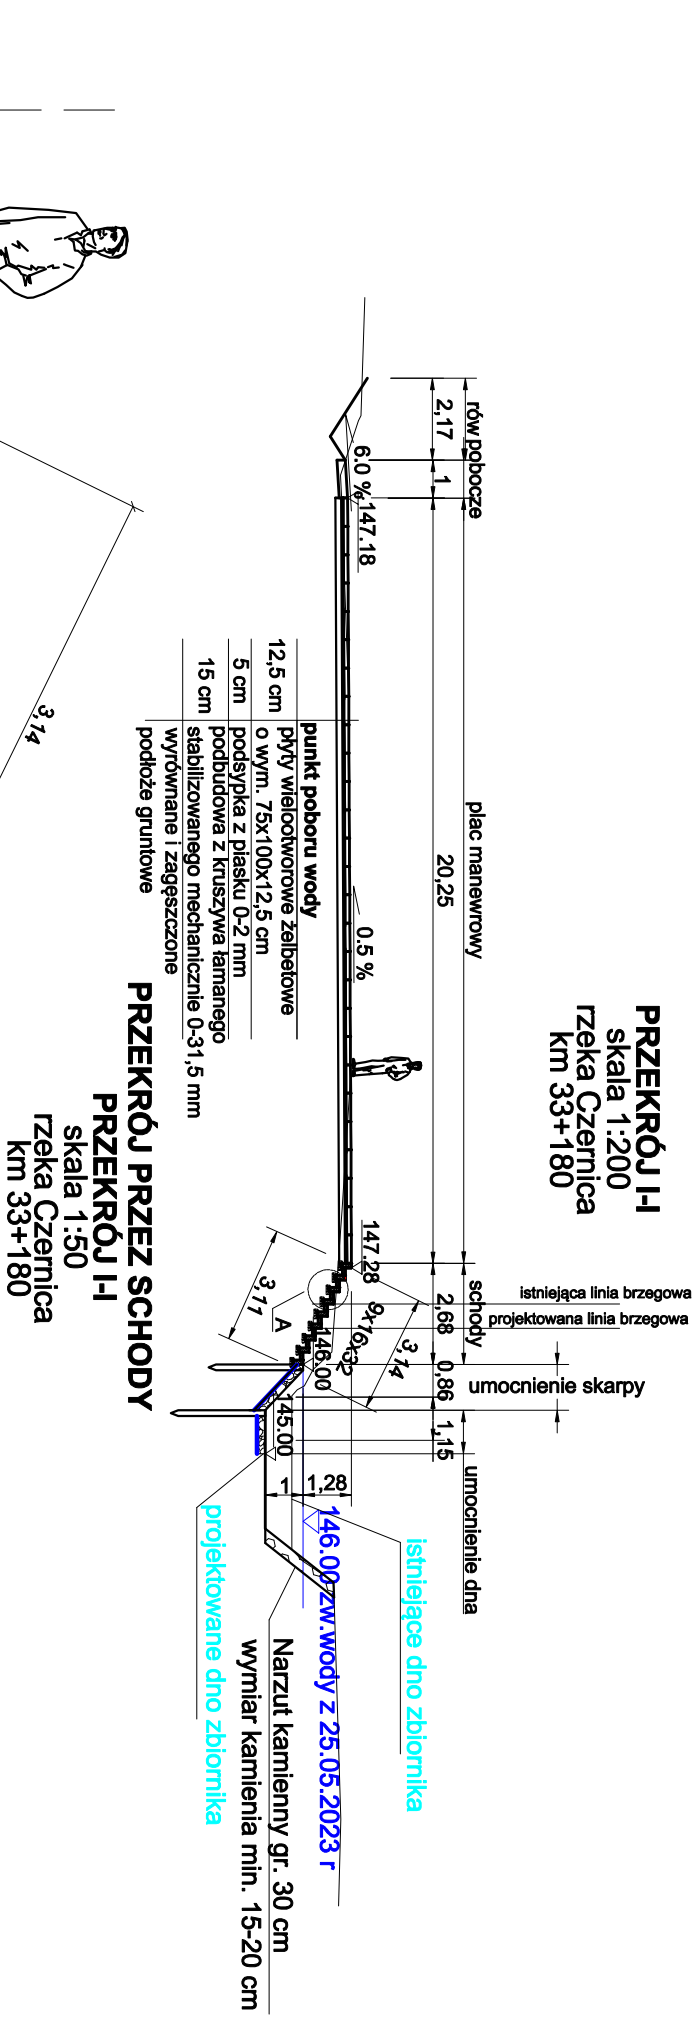 PRZEKRÓJ I-I
skala 1:200
rzeka Czernica
km 33+180
istniejąca linia brzegowa
projektowana linia brzegowa
rów
pobocze
plac manewrowy
schody
umocnienie skarpy
umocnienie dna
2,17
1
20,25
2,68
0,86
1,15
6.0 %
147.18
0.5 %
147.28
9x16x32
3,14
3,11
A
146.00
145.00
1
1,28
146.00 zw.wody z 25.05.2023 r
istniejące dno zbiornika
projektowane dno zbiornika
Narzut kamienny gr. 30 cm
wymiar kamienia min. 15-20 cm
punkt poboru wody
12,5 cm
płyty wielootworowe żelbetowe
o wym. 75x100x12,5 cm
5 cm
podsypka z piasku 0-2 mm
15 cm
podbudowa z kruszywa łamanego
stabilizowanego mechanicznie 0-31,5 mm
wyrównane i zagęszczone
podłoże gruntowe
PRZEKRÓJ PRZEZ SCHODY
PRZEKRÓJ I-I
skala 1:50
rzeka Czernica
km 33+180
3,14